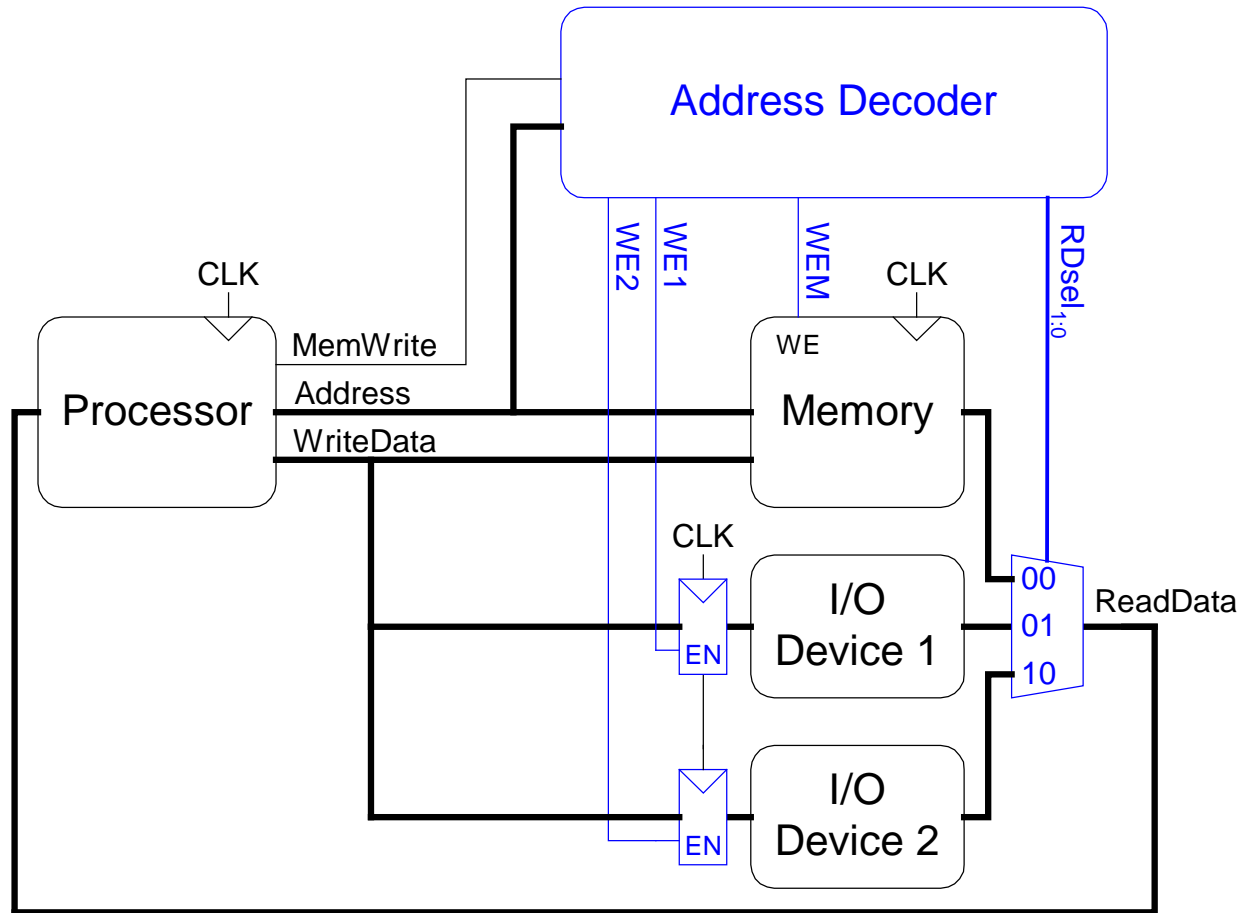 Address Decoder
WE2
WE1
WEM
RDsel1:0
CLK
CLK
Processor
MemWrite
Address
WriteData
WE
Memory
CLK
EN
I/O
Device 1
00
01
10
ReadData
EN
I/O
Device 2